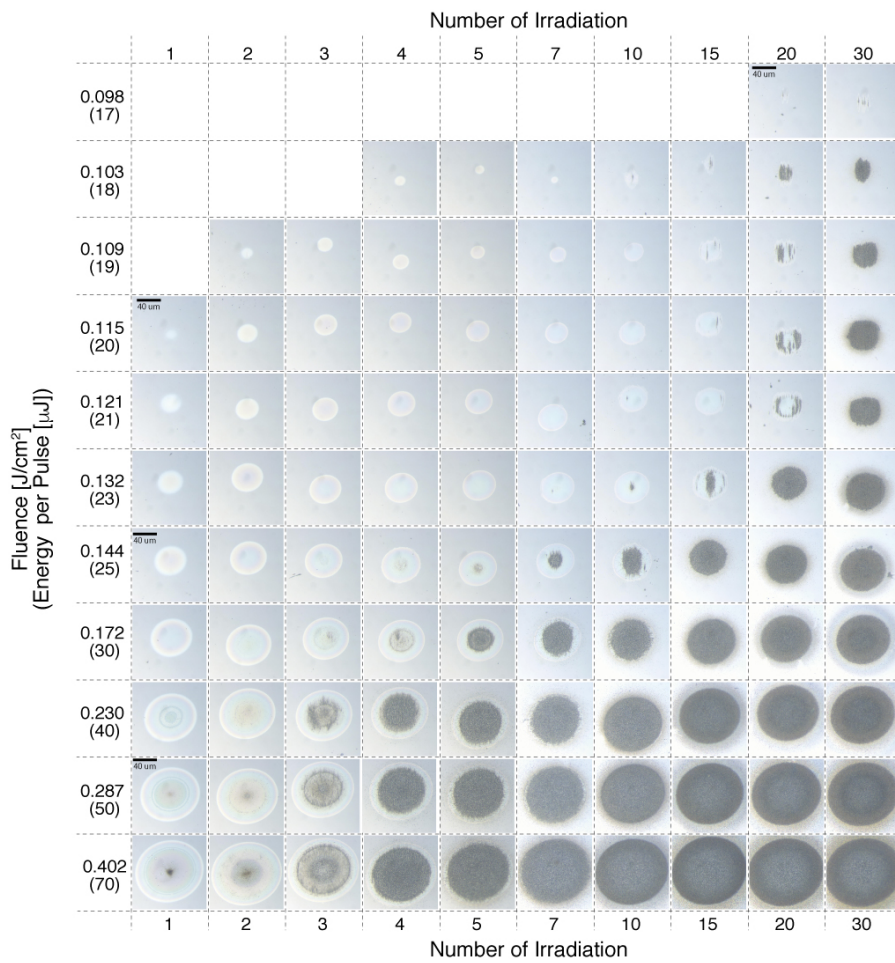 Number of Irradiation
1 2 3 4 5 7 10 15 20 30
0.098
(17)
40 um
0.103
(18)
0.109
(19)
0.115
(20)
40 um
0.121
(21)
0.132
(23)
0.144
(25)
40 um
0.172
(30)
0.230
(40)
0.287
(50)
40 um
0.402
(70)
Fluence [J/cm²]
(Energy per Pulse [μJ])
1 2 3 4 5 7 10 15 20 30
Number of Irradiation